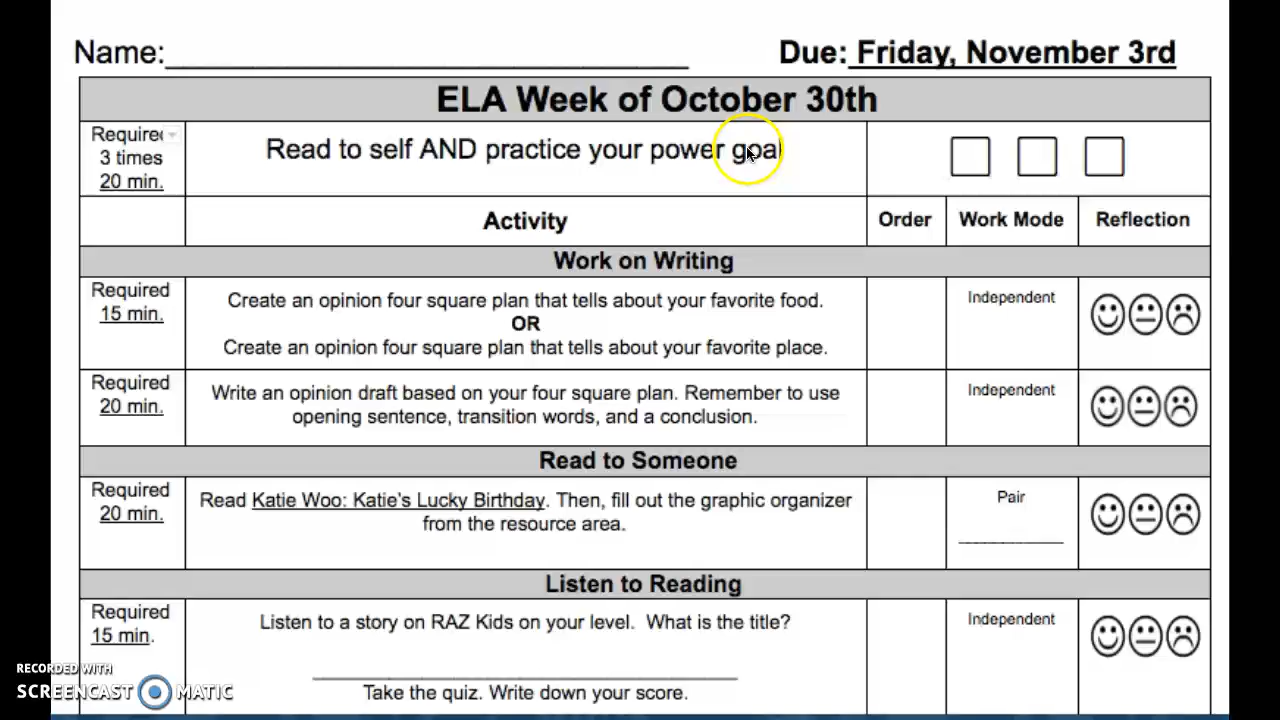 Name:
Due: Friday, November 3rd
ELA Week of October 30th
Required
3 times
20 min.
Read to self AND practice your power goal
Activity
Order
Work Mode
Reflection
Work on Writing
Required
15 min.
Create an opinion four square plan that tells about your favorite food.
OR
Create an opinion four square plan that tells about your favorite place.
Independent
Required
20 min.
Write an opinion draft based on your four square plan. Remember to use
opening sentence, transition words, and a conclusion.
Independent
Read to Someone
Required
20 min.
Read Katie Woo: Katie's Lucky Birthday. Then, fill out the graphic organizer
from the resource area.
Pair
Listen to Reading
Required
15 min.
Listen to a story on RAZ Kids on your level. What is the title?
Take the quiz. Write down your score.
Independent
RECORDED WITH
SCREENCAST MATIC